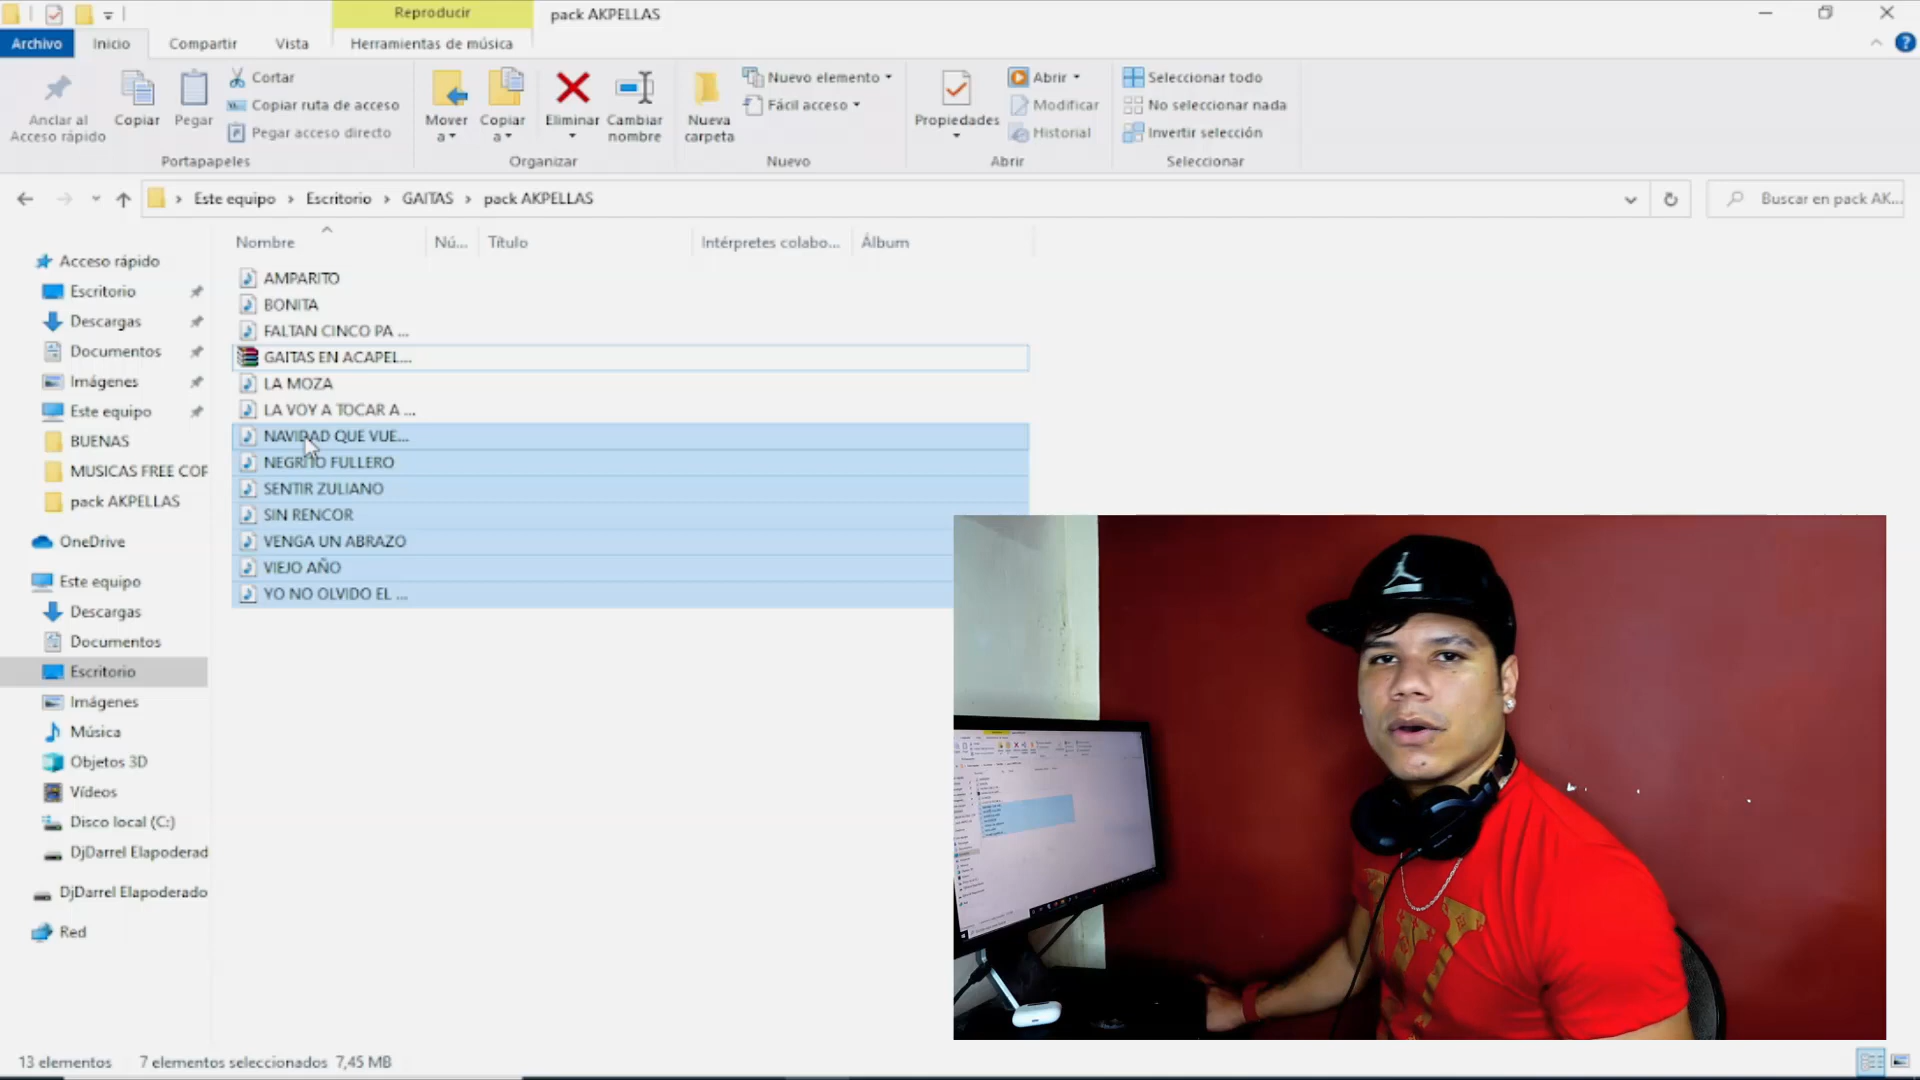 Reproducir
pack AKPELLAS
Archivo
Inicio
Compartir
Vista
Herramientas de música
Anclar al
Acceso rápido
Copiar
Pegar
Cortar
Copiar ruta de acceso
Pegar acceso directo
Portapapeles
Mover
a
Copiar
a
Eliminar
Cambiar
nombre
Organizar
Nueva
carpeta
Nuevo elemento
Fácil acceso
Nuevo
Propiedades
Abrir
Modificar
Historial
Abrir
Seleccionar todo
No seleccionar nada
Invertir selección
Seleccionar
Este equipo > Escritorio > GAITAS > pack AKPELLAS
Buscar en pack AK...
Nombre
Nú...
Título
Intérpretes colabo...
Álbum
Acceso rápido
Escritorio
Descargas
Documentos
Imágenes
Este equipo
BUENAS
MUSICAS FREE COP
pack AKPELLAS
OneDrive
Este equipo
Descargas
Documentos
Escritorio
Imágenes
Música
Objetos 3D
Vídeos
Disco local (C:)
DjDarrel Elapoderad
DjDarrel Elapoderado
Red
AMPARITO
BONITA
FALTAN CINCO PA ...
GAITAS EN ACAPEL...
LA MOZA
LA VOY A TOCAR A ...
NAVIDAD QUE VUE...
NEGRITO FULLERO
SENTIR ZULIANO
SIN RENCOR
VENGA UN ABRAZO
VIEJO AÑO
YO NO OLVIDO EL ...
13 elementos
7 elementos seleccionados 7,45 MB